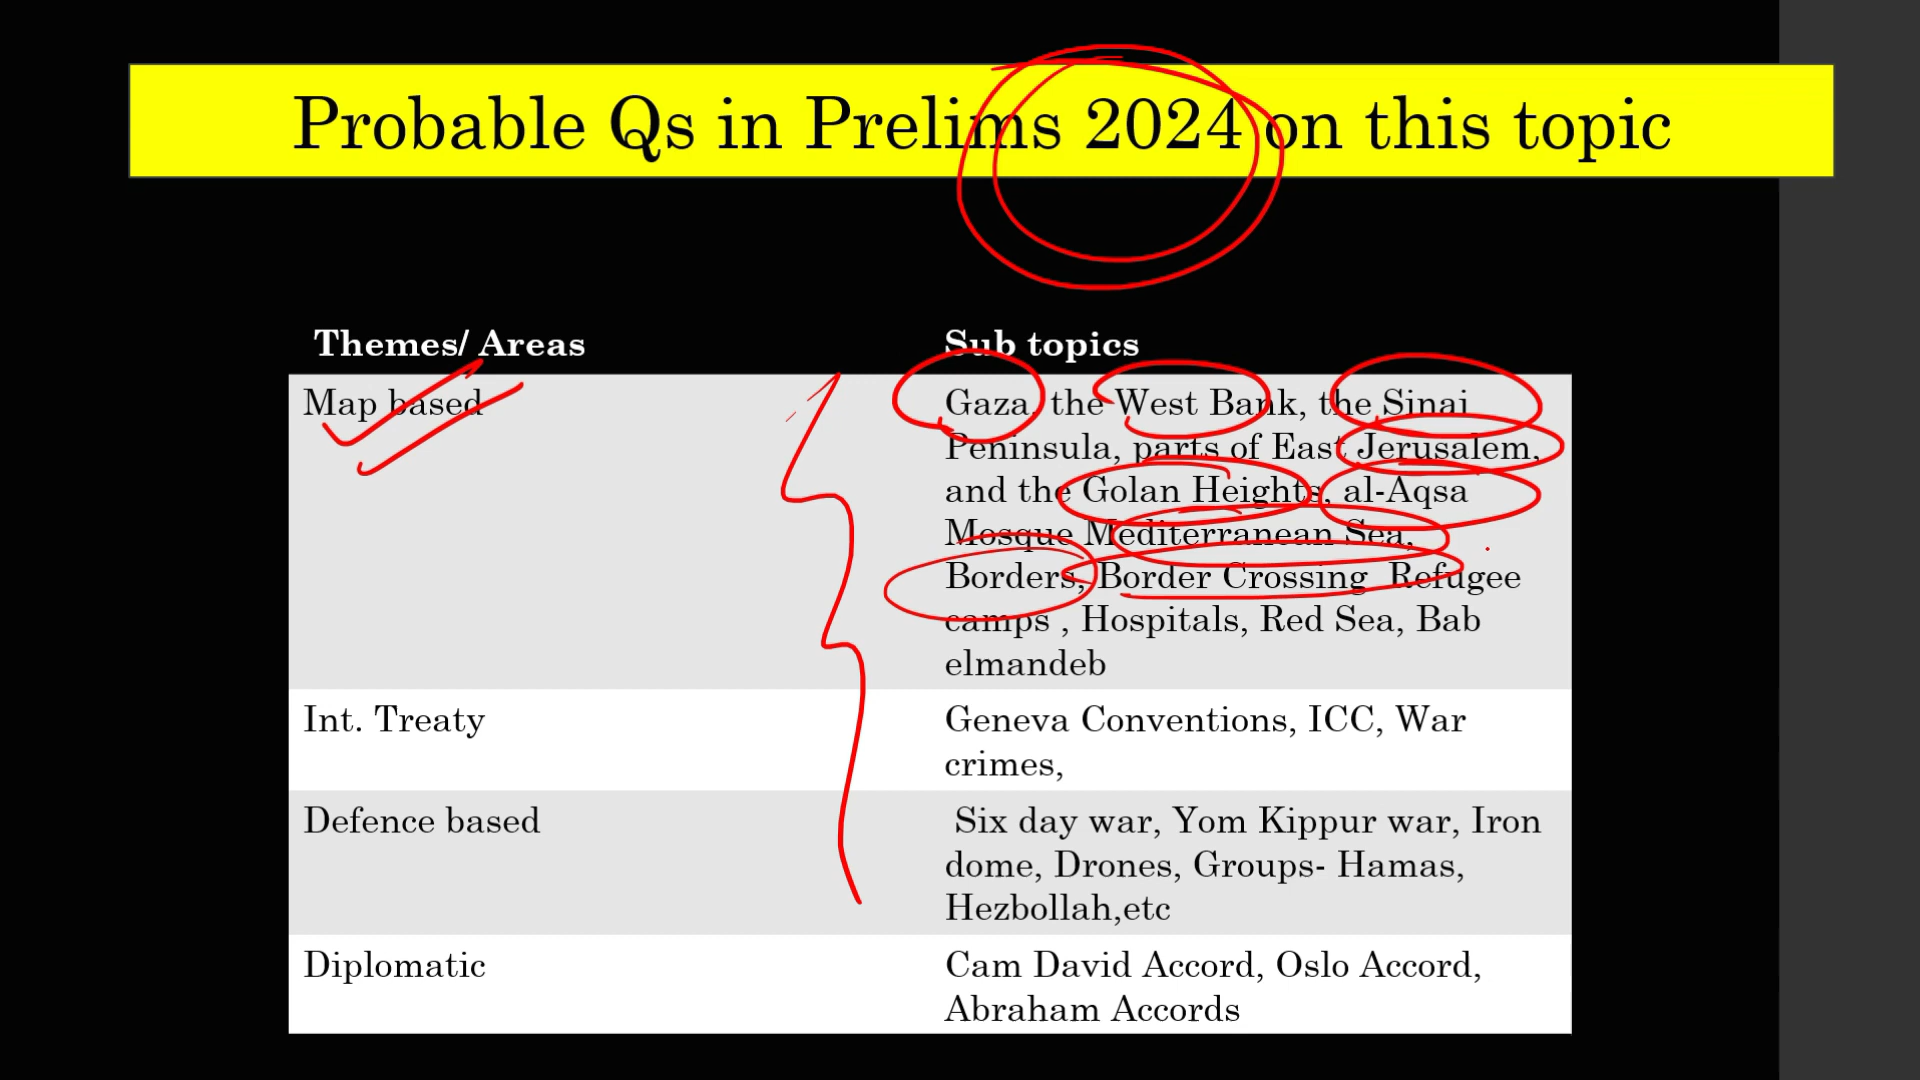 Probable Qs in Prelims 2024 on this topic
Themes/ Areas
Sub topics
Map based
Gaza, the West Bank, the Sinai
Peninsula, parts of East Jerusalem,
and the Golan Heights, al-Aqsa
Mosque Mediterranean Sea,
Borders, Border Crossing Refugee
camps , Hospitals, Red Sea, Bab
elmandeb
Int. Treaty
Geneva Conventions, ICC, War
crimes,
Defence based
Six day war, Yom Kippur war, Iron
dome, Drones, Groups- Hamas,
Hezbollah,etc
Diplomatic
Cam David Accord, Oslo Accord,
Abraham Accords